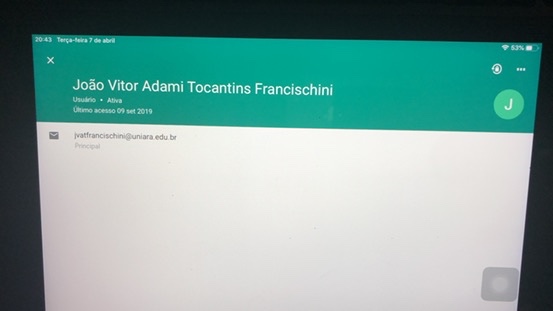 20:43 Terça-feira 7 de abril
53%
João Vitor Adami Tocantins Francischini
Usuário • Ativa
Último acesso 09 set 2019
J
jvatfrancischini@uniara.edu.br
Principal